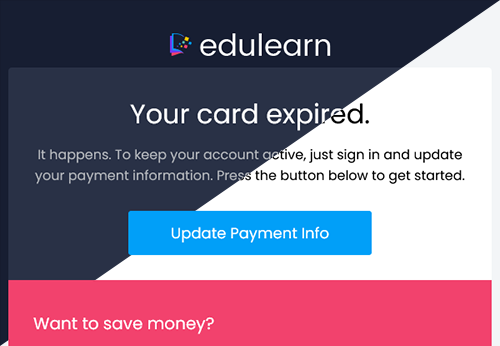 edulearn
Your card expired.
It happens. To keep your account active, just sign in and update
your payment information. Press the button below to get started.
Update Payment Info
Want to save money?